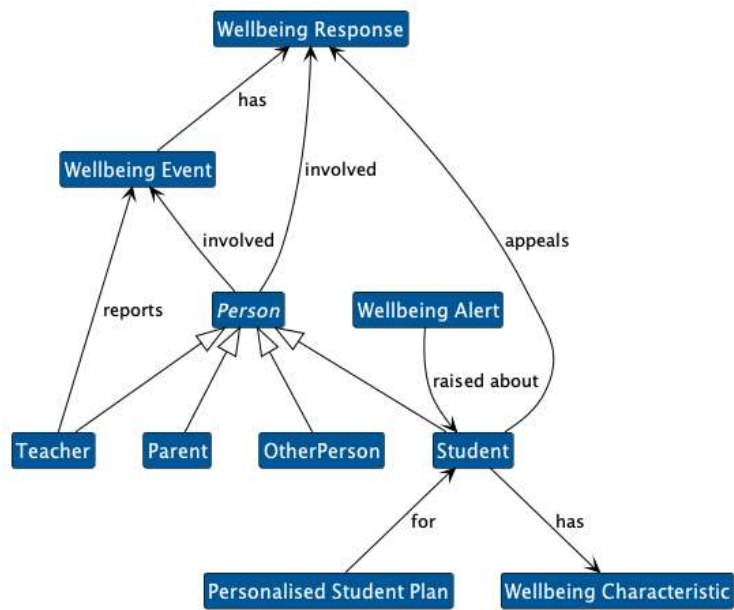 Wellbeing Response
has
Wellbeing Event
involved
involved
appeals
reports
Person
Wellbeing Alert
raised about
Teacher
Parent
OtherPerson
Student
for
has
Personalised Student Plan
Wellbeing Characteristic